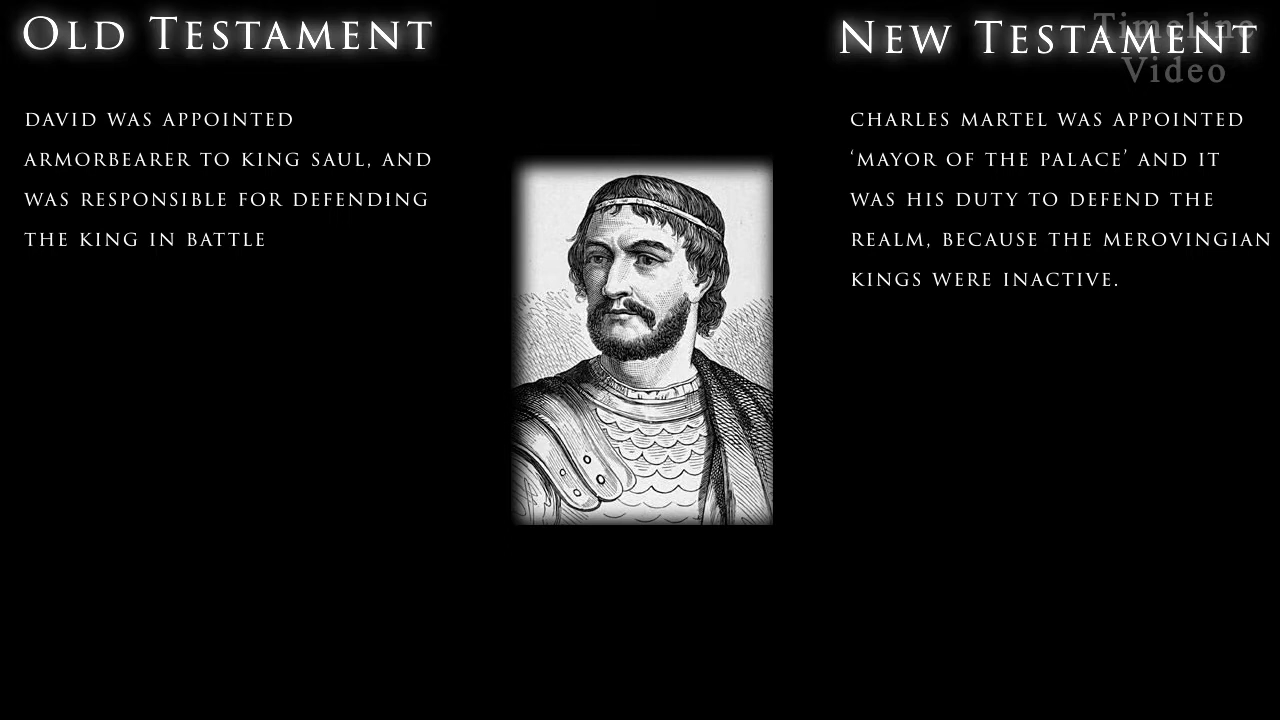 Old Testament
DAVID WAS APPOINTED
ARMORBEARER TO KING SAUL, AND
WAS RESPONSIBLE FOR DEFENDING
THE KING IN BATTLE
New Testament
Timeline
Video
CHARLES MARTEL WAS APPOINTED
‘MAYOR OF THE PALACE’ AND IT
WAS HIS DUTY TO DEFEND THE
REALM, BECAUSE THE MEROVINGIAN
KINGS WERE INACTIVE.